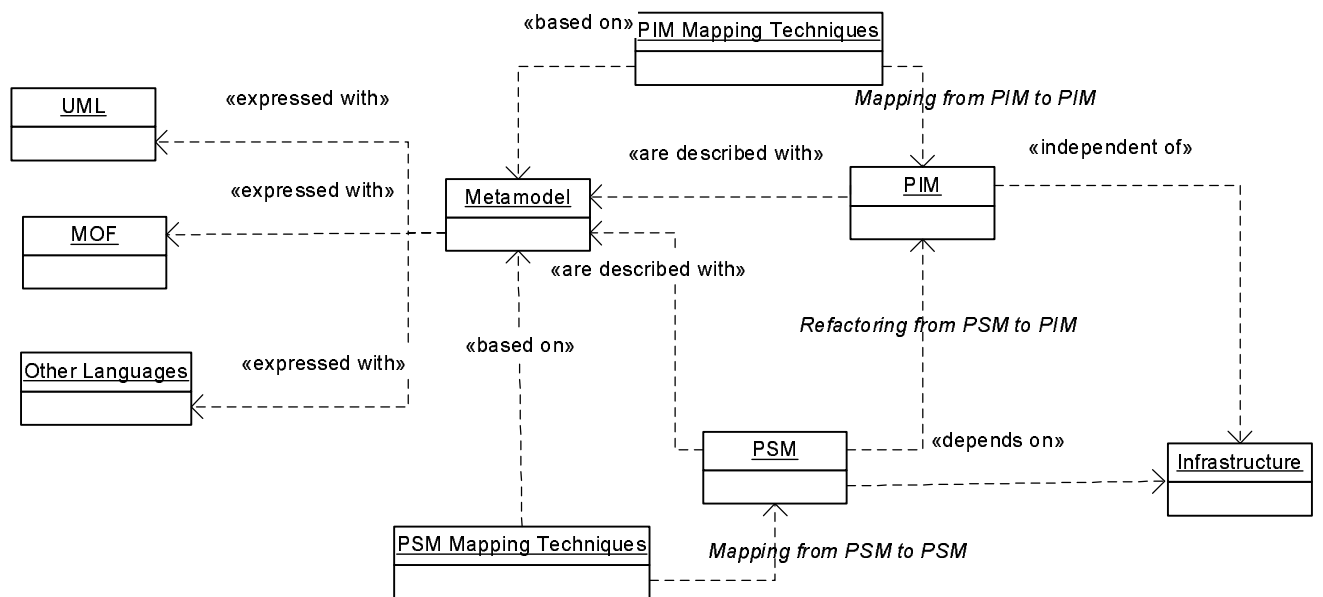 «based on»
PIM Mapping Techniques
«expressed with»
UML
Mapping from PIM to PIM
«are described with»
«independent of»
«expressed with»
Metamodel
PIM
MOF
«are described with»
Refactoring from PSM to PIM
«based on»
Other Languages
«expressed with»
«depends on»
PSM
Infrastructure
PSM Mapping Techniques
Mapping from PSM to PSM